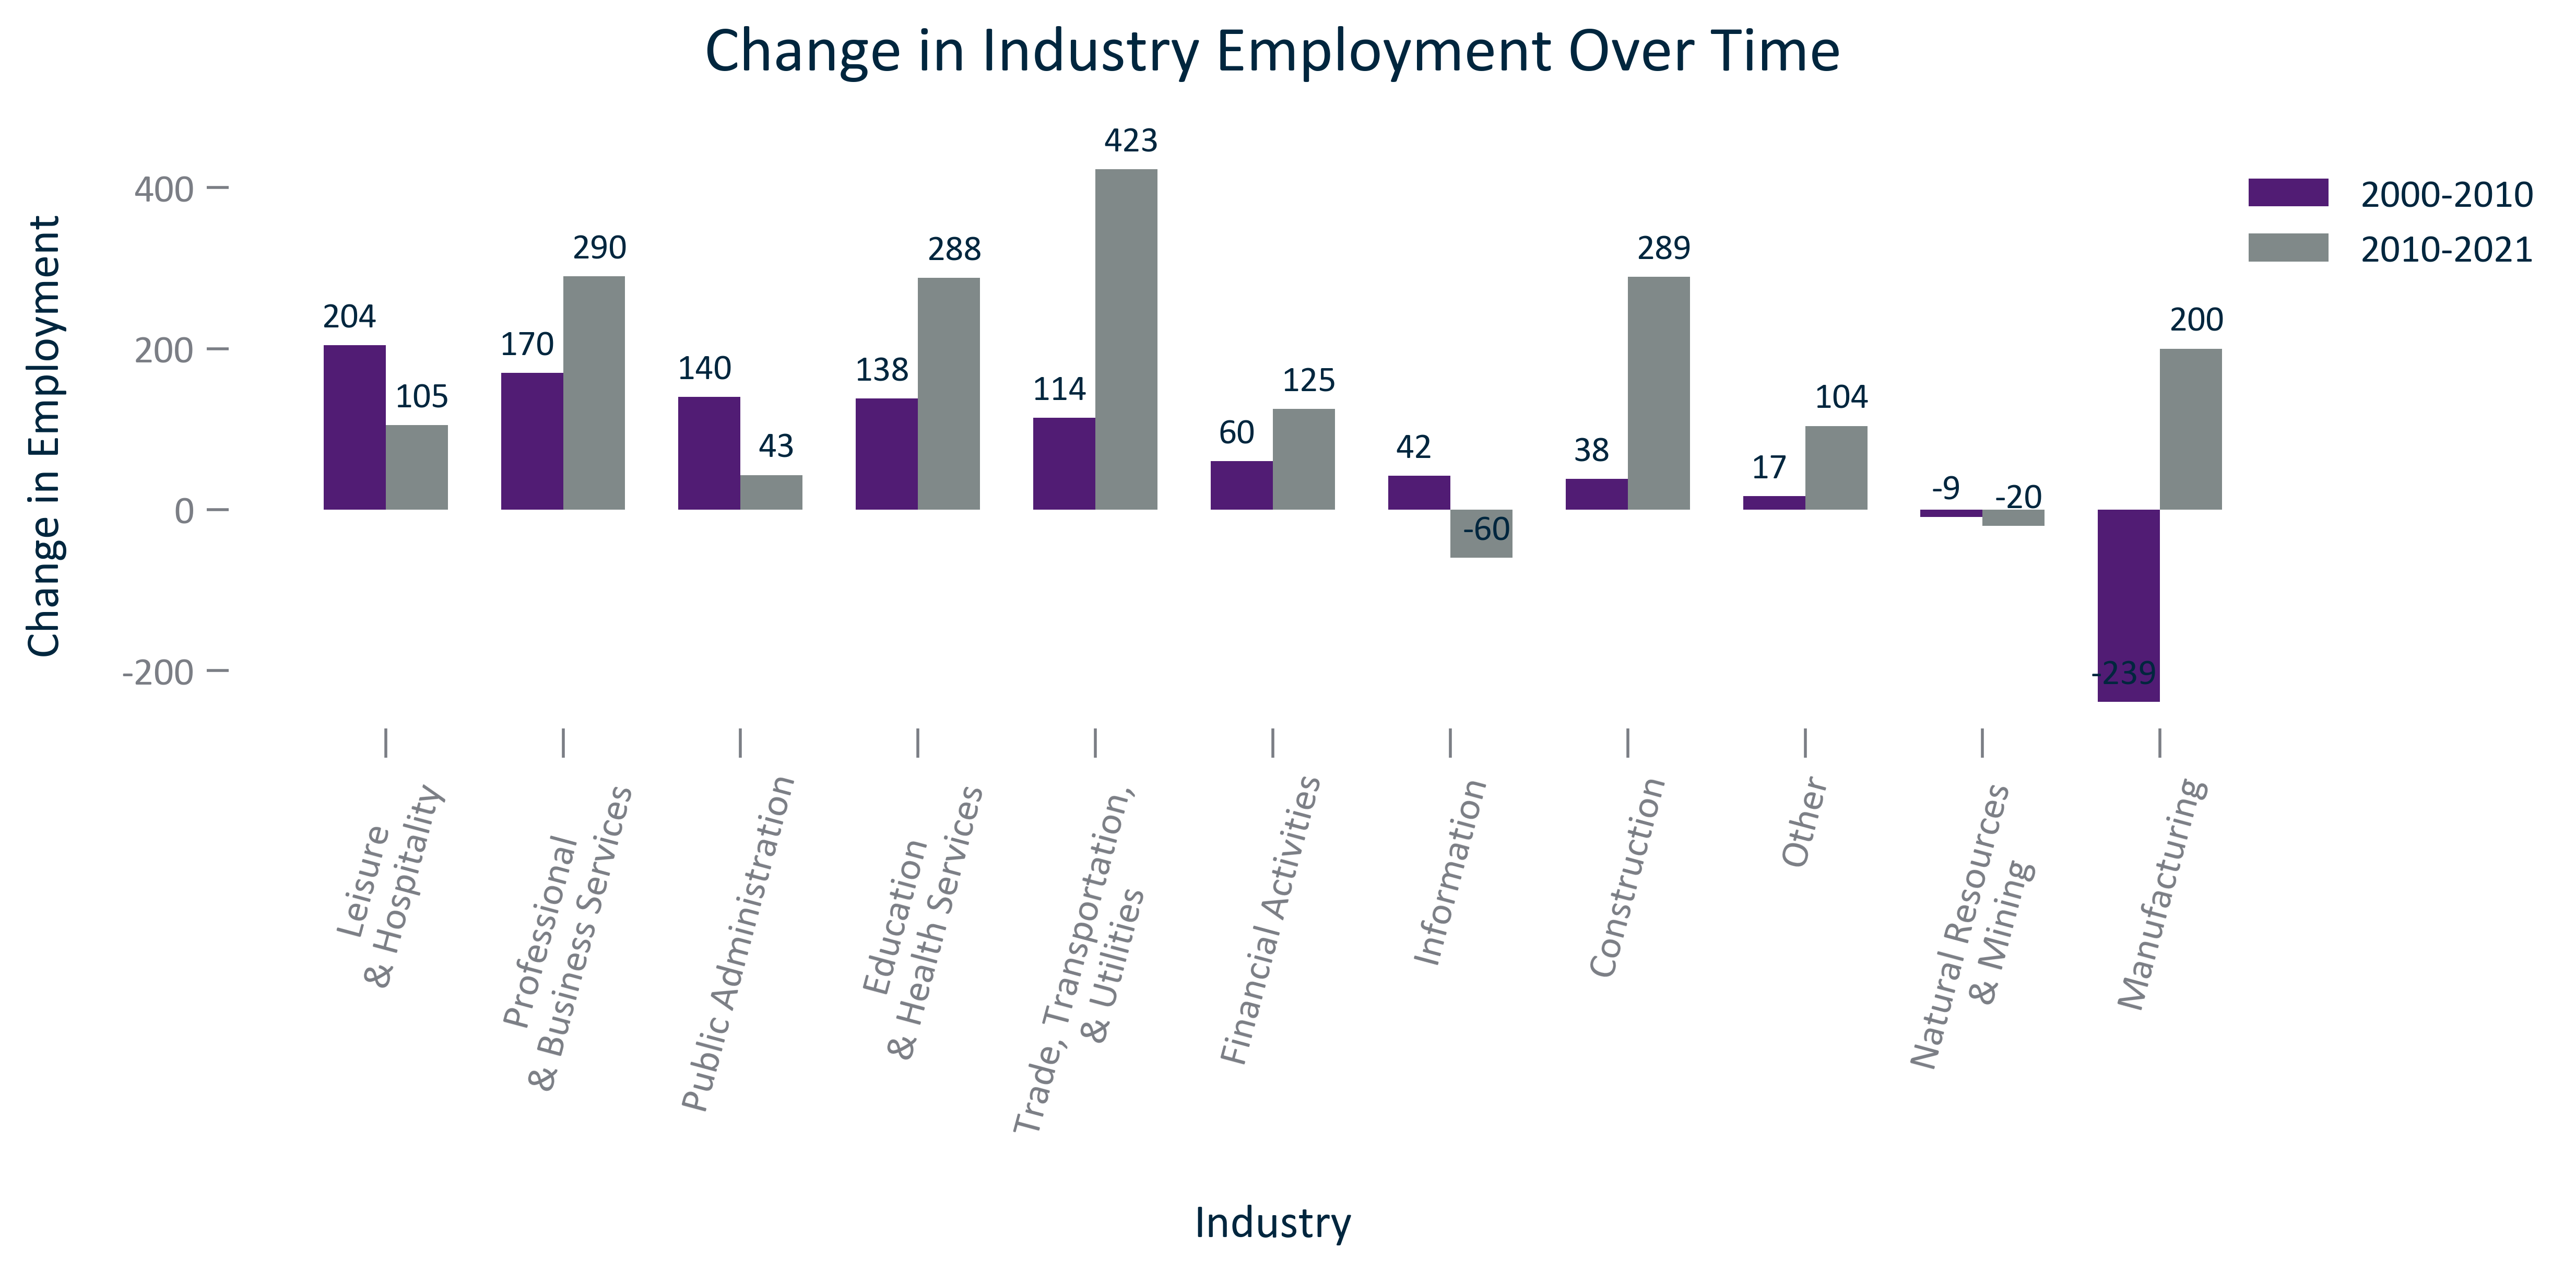 Change in Industry Employment Over Time
Change in Employment
400
200
0
-200
2000-2010
2010-2021
204
105
170
290
140
43
138
288
114
423
60
125
42
-60
38
289
17
104
-9
-20
-239
200
Leisure
& Hospitality
Professional
& Business Services
Public Administration
Education
& Health Services
Trade, Transportation,
& Utilities
Financial Activities
Information
Construction
Other
Natural Resources
& Mining
Manufacturing
Industry